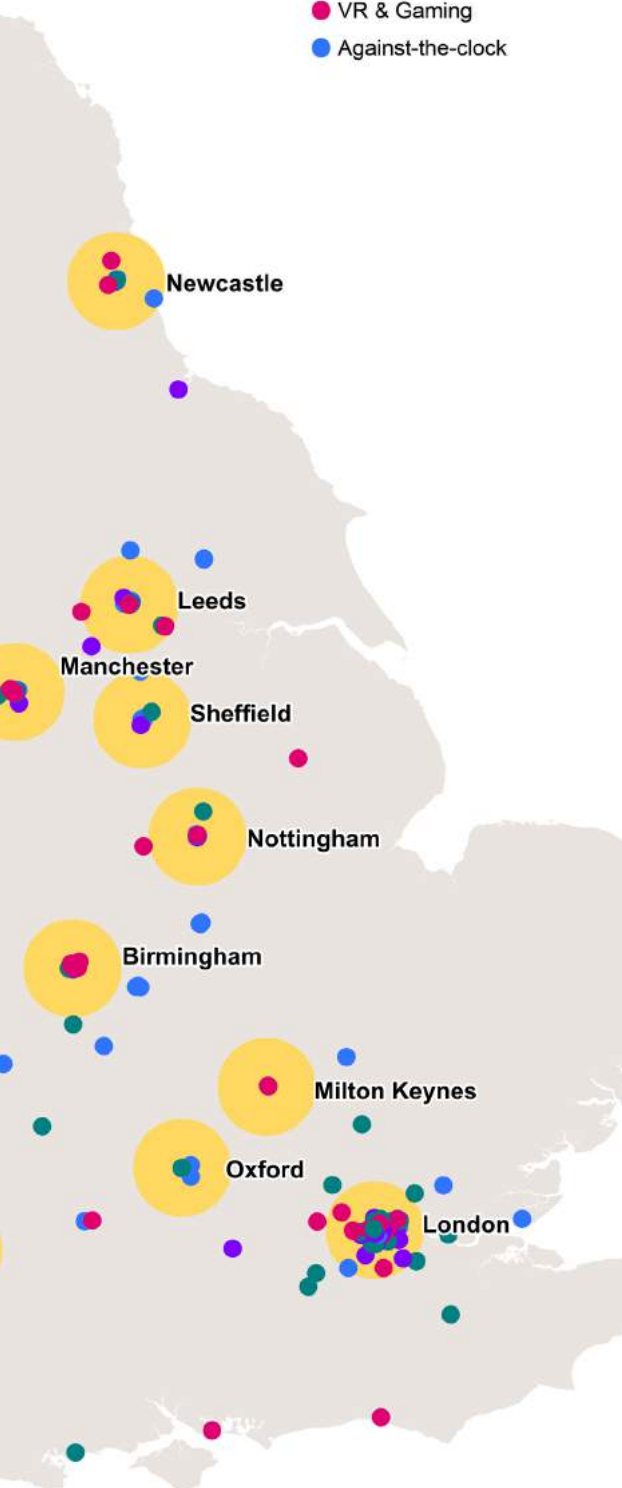 VR & Gaming
Against-the-clock
Newcastle
Leeds
Manchester
Sheffield
Nottingham
Birmingham
Milton Keynes
Oxford
London